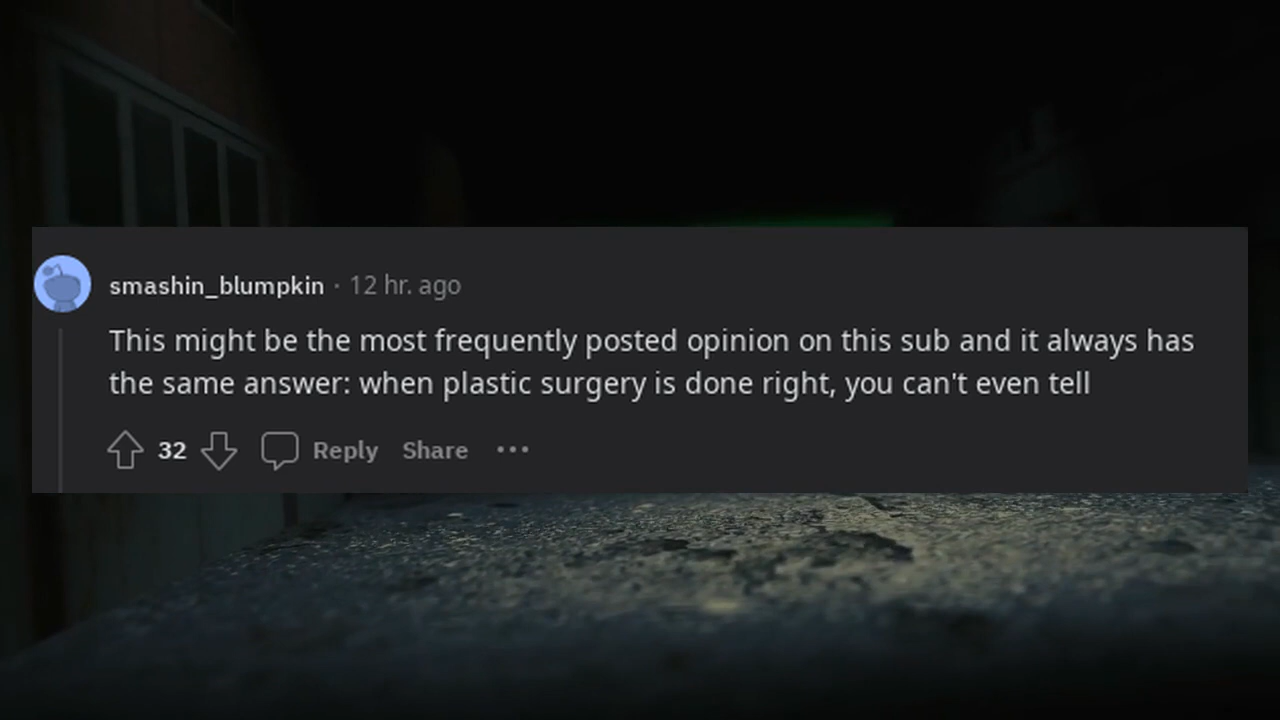 smashin_blumpkin · 12 hr. ago
This might be the most frequently posted opinion on this sub and it always has
the same answer: when plastic surgery is done right, you can't even tell
32 Reply Share •••